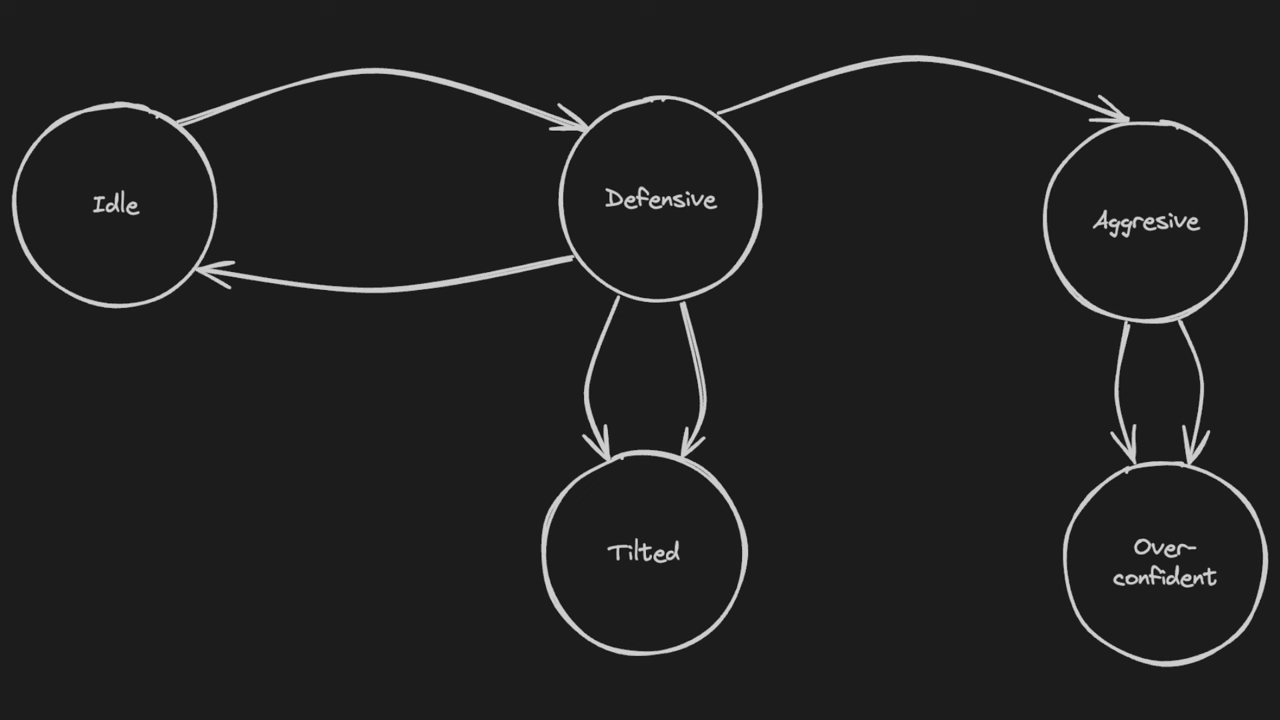 Idle
Defensive
Aggresive
Tilted
Over-
confident